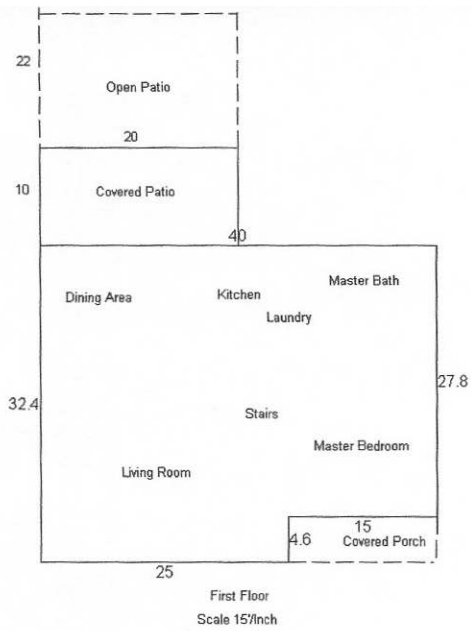 22
Open Patio
20
10
Covered Patio
40
Master Bath
Dining Area
Kitchen
Laundry
27.8
32.4
Stairs
Master Bedroom
Living Room
15
4.6
Covered Porch
25
First Floor
Scale 15'/Inch